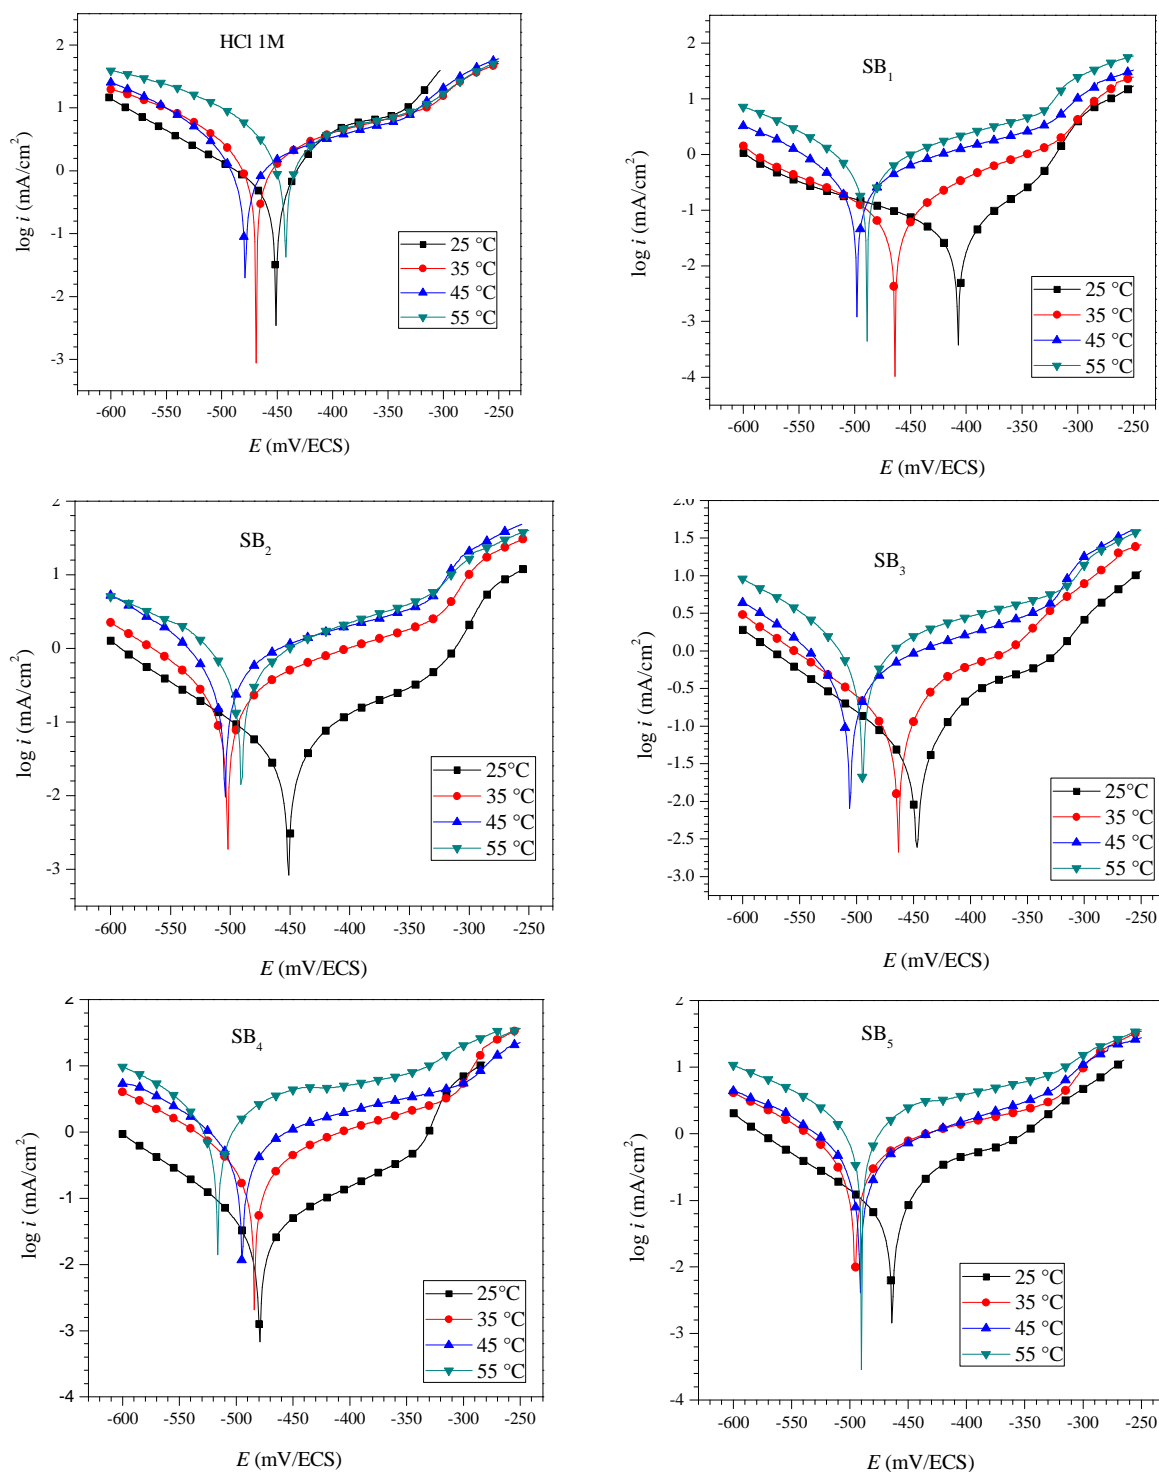 HCl 1M
2
1
0
-1
-2
-3
log i (mA/cm²)
25 °C
35 °C
45 °C
55 °C
-600 -550 -500 -450 -400 -350 -300 -250
E (mV/ECS)
SB₁
2
1
0
-1
-2
-3
-4
log i (mA/cm²)
25 °C
35 °C
45 °C
55 °C
-600 -550 -500 -450 -400 -350 -300 -250
E (mV/ECS)
SB₂
2
1
0
-1
-2
-3
log i (mA/cm²)
25°C
35 °C
45 °C
55 °C
-600 -550 -500 -450 -400 -350 -300 -250
E (mV/ECS)
SB₃
2.0
1.5
1.0
0.5
0.0
-0.5
-1.0
-1.5
-2.0
-2.5
-3.0
log i (mA/cm²)
25°C
35 °C
45 °C
55 °C
-600 -550 -500 -450 -400 -350 -300 -250
E (mV/ECS)
SB₄
2
1
0
-1
-2
-3
-4
log i (mA/cm²)
25°C
35 °C
45 °C
55 °C
-600 -550 -500 -450 -400 -350 -300 -250
E (mV/ECS)
SB₅
2
1
0
-1
-2
-3
-4
log i (mA/cm²)
25 °C
35 °C
45 °C
55 °C
-600 -550 -500 -450 -400 -350 -300 -250
E (mV/ECS)